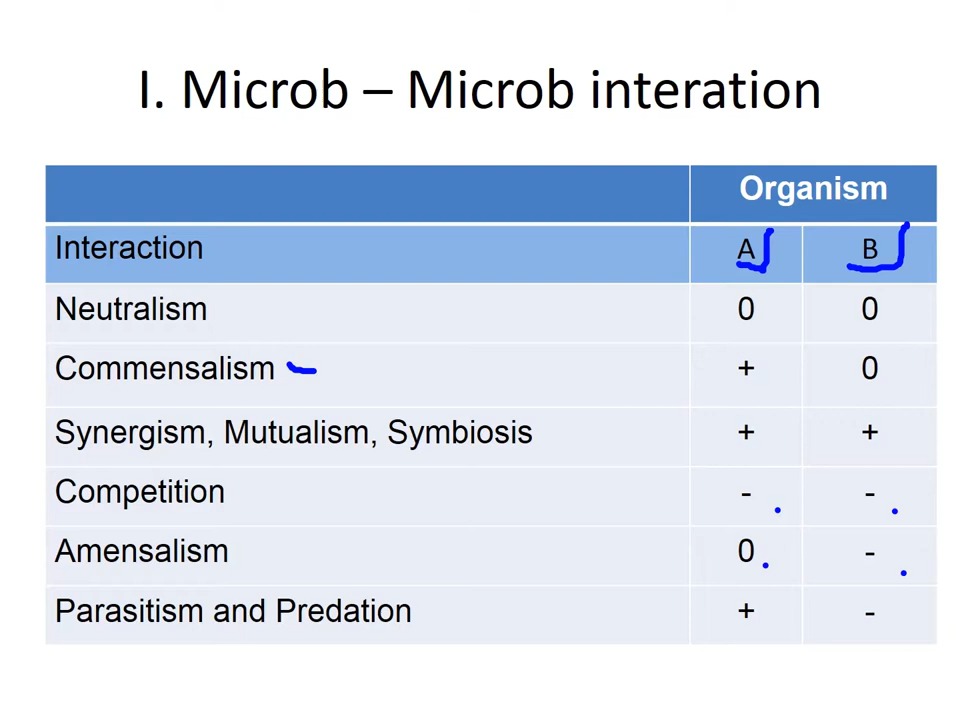 I. Microb – Microb interation
Organism
Interaction A B
Neutralism 0 0
Commensalism + 0
Synergism, Mutualism, Symbiosis + +
Competition - -
Amensalism 0 -
Parasitism and Predation + -